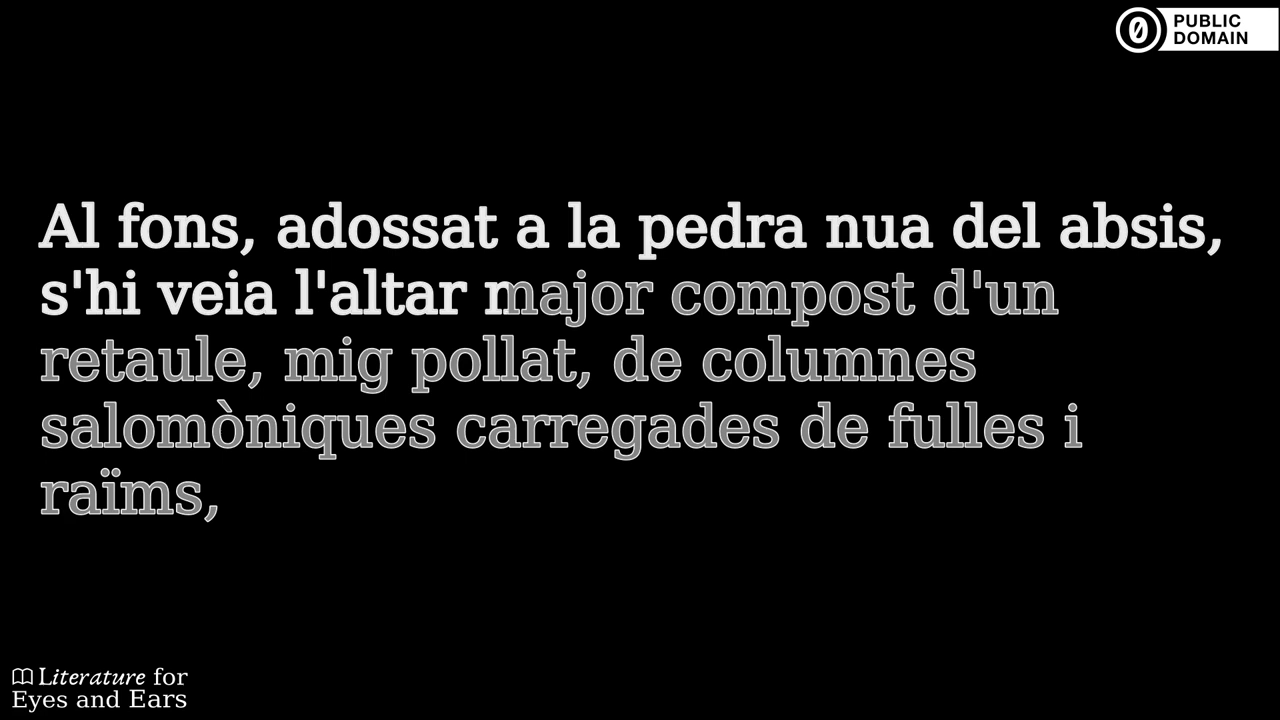 PUBLIC
DOMAIN
Al fons, adossat a la pedra nua del absis,
s'hi veia l'altar major compost d'un
retaule, mig pollat, de columnes
salomòniques carregades de fulles i
raïms,
Literature for
Eyes and Ears